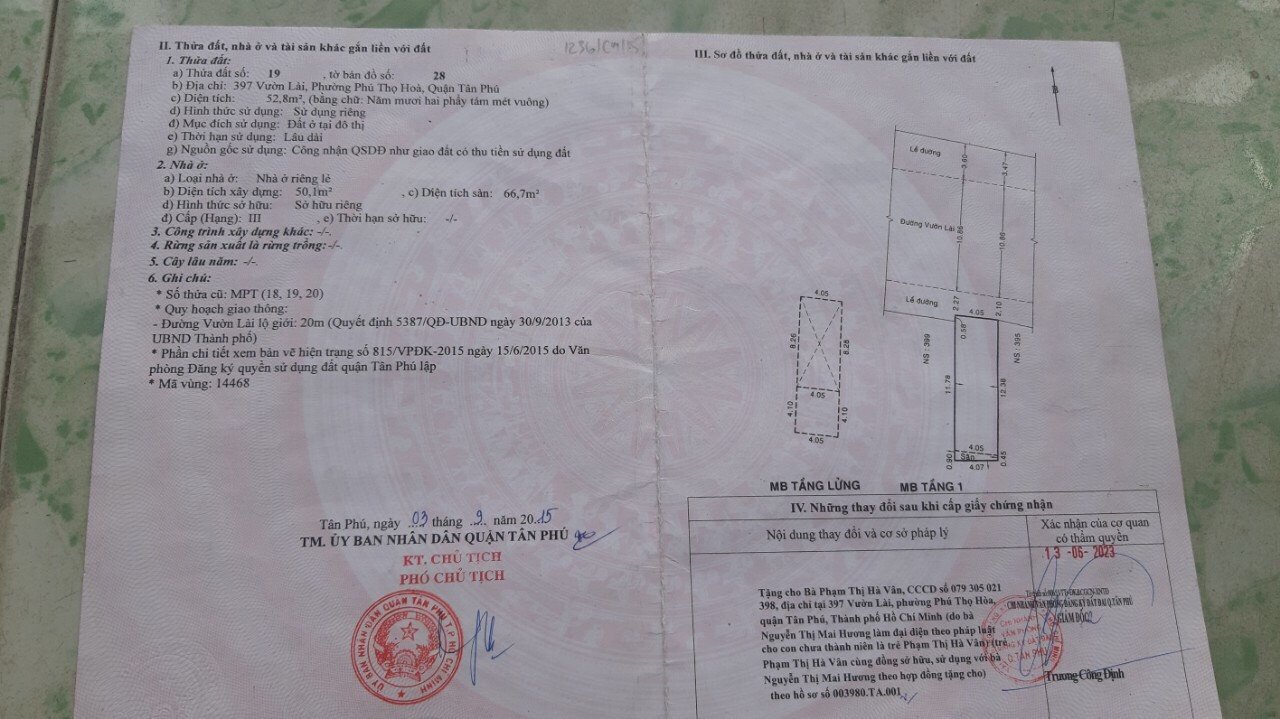 1236/CN/15
II. Thửa đất, nhà ở và tài sản khác gắn liền với đất
1. Thửa đất:
a) Thửa đất số: 19 , tờ bản đồ số: 28
b) Địa chỉ: 397 Vườn Lài, Phường Phú Thọ Hoà, Quận Tân Phú
c) Diện tích: 52,8m², (bằng chữ: Năm mươi hai phẩy tám mét vuông)
d) Hình thức sử dụng: Sử dụng riêng
đ) Mục đích sử dụng: Đất ở tại đô thị
e) Thời hạn sử dụng: Lâu dài
g) Nguồn gốc sử dụng: Công nhận QSDĐ như giao đất có thu tiền sử dụng đất
2. Nhà ở:
a) Loại nhà ở: Nhà ở riêng lẻ
b) Diện tích xây dựng: 50,1m² , c) Diện tích sàn: 66,7m²
d) Hình thức sở hữu: Sở hữu riêng
đ) Cấp (Hạng): III , e) Thời hạn sở hữu: -/-
3. Công trình xây dựng khác: -/-.
4. Rừng sản xuất là rừng trồng: -/-.
5. Cây lâu năm: -/-.
6. Ghi chú:
* Số thửa cũ: MPT (18, 19, 20)
* Quy hoạch giao thông:
- Đường Vườn Lài lộ giới: 20m (Quyết định 5387/QĐ-UBND ngày 30/9/2013 của
UBND Thành phố)
* Phần chi tiết xem bản vẽ hiện trạng số 815/VPĐK-2015 ngày 15/6/2015 do Văn
phòng Đăng ký quyền sử dụng đất quận Tân Phú lập
* Mã vùng: 14468
Tân Phú, ngày 03 tháng 9 năm 2015
TM. ỦY BAN NHÂN DÂN QUẬN TÂN PHÚ
KT. CHỦ TỊCH
PHÓ CHỦ TỊCH
ỦY BAN NHÂN DÂN QUẬN TÂN PHÚ T.P HỒ CHÍ MINH
III. Sơ đồ thửa đất, nhà ở và tài sản khác gắn liền với đất
B
Lề đường
3.60
3.47
Đường Vườn Lài
10.86
10.86
Lề đường
2.27
2.10
4.05
0.58
NS : 399
NS : 395
11.78
12.38
4.05
Sân
0.90
0.45
4.07
4.05
8.26
8.26
4.05
4.10
4.10
4.05
MB TẦNG LỬNG
MB TẦNG 1
IV. Những thay đổi sau khi cấp giấy chứng nhận
Nội dung thay đổi và cơ sở pháp lý
Xác nhận của cơ quan
có thẩm quyền
13 -06- 2023
Tặng cho Bà Phạm Thị Hà Vân, CCCD số 079 305 021
398, địa chỉ tại 397 Vườn Lài, phường Phú Thọ Hòa,
quận Tân Phú, Thành phố Hồ Chí Minh (do bà
Nguyễn Thị Mai Hương làm đại diện theo pháp luật
cho con chưa thành niên là trẻ Phạm Thị Hà Vân) (trẻ
Phạm Thị Hà Vân cùng đồng sở hữu, sử dụng với bà
Nguyễn Thị Mai Hương theo hợp đồng tặng cho)
theo hồ sơ số 003980.TA.001
CHI NHÁNH VĂN PHÒNG ĐĂNG KÝ ĐẤT ĐAI Q.TÂN PHÚ
GIÁM ĐỐC
CHI NHÁNH
VĂN PHÒNG
ĐĂNG KÝ ĐẤT ĐAI
Q.TÂN PHÚ
Trương Công Định